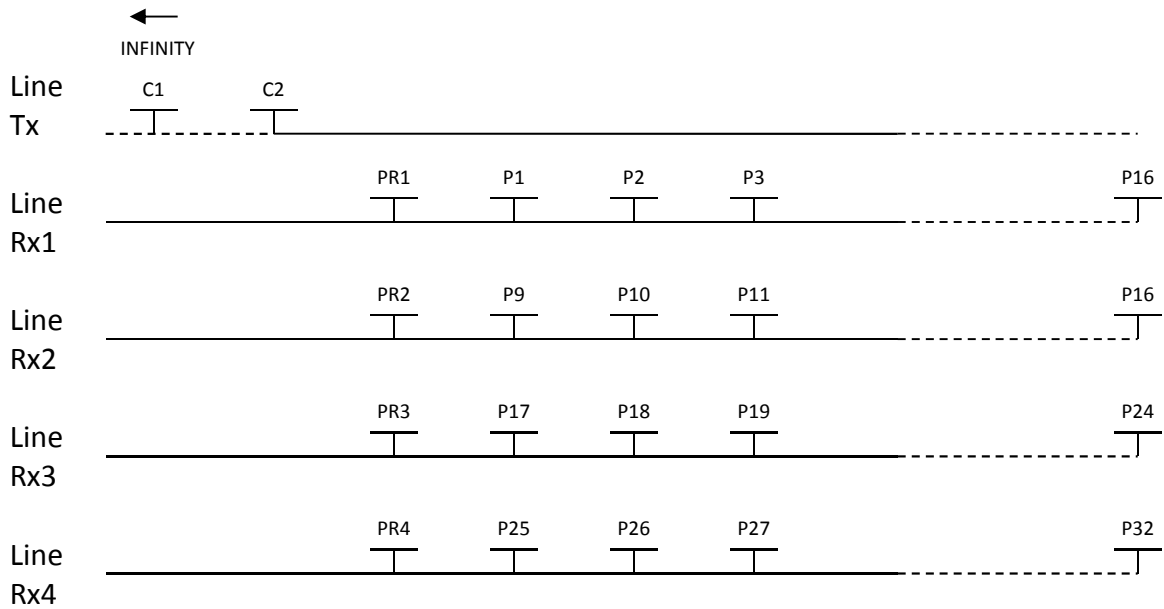 INFINITY
Line
Tx
C1 C2
Line
Rx1
PR1 P1 P2 P3 P16
Line
Rx2
PR2 P9 P10 P11 P16
Line
Rx3
PR3 P17 P18 P19 P24
Line
Rx4
PR4 P25 P26 P27 P32